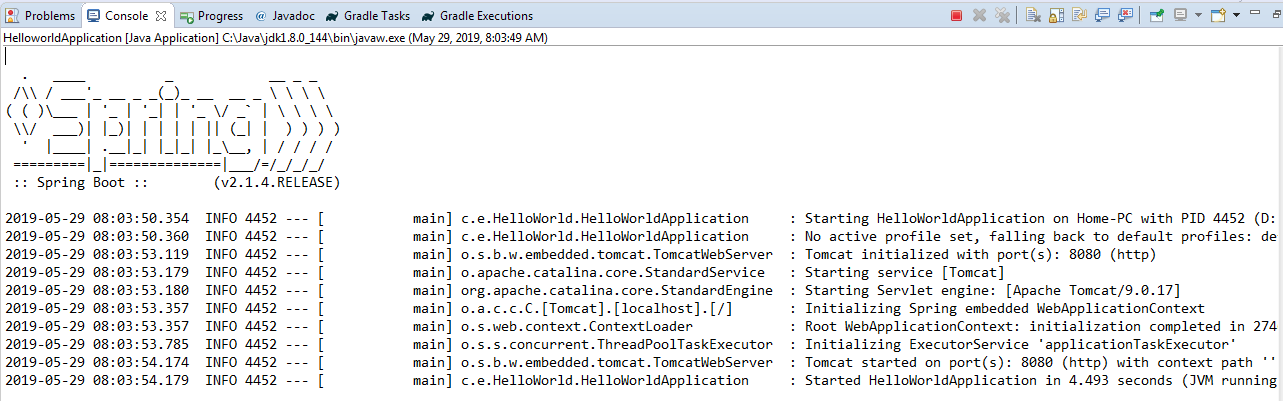 Problems Console Progress @ Javadoc Gradle Tasks Gradle Executions
HelloworldApplication [Java Application] C:\Java\jdk1.8.0_144\bin\javaw.exe (May 29, 2019, 8:03:49 AM)
  .   ____          _            __ _ _
 /\\ / ___'_ __ _ _(_)_ __  __ _ \ \ \ \
( ( )\___ | '_ | '_| | '_ \/ _` | \ \ \ \
 \\/  ___)| |_)| | | | | || (_| |  ) ) ) )
  '  |____| .__|_| |_|_| |_\__, | / / / /
 =========|_|==============|___/=/_/_/_/
 :: Spring Boot ::        (v2.1.4.RELEASE)
2019-05-29 08:03:50.354  INFO 4452 --- [           main] c.e.HelloWorld.HelloWorldApplication     : Starting HelloWorldApplication on Home-PC with PID 4452 (D:
2019-05-29 08:03:50.360  INFO 4452 --- [           main] c.e.HelloWorld.HelloWorldApplication     : No active profile set, falling back to default profiles: de
2019-05-29 08:03:53.119  INFO 4452 --- [           main] o.s.b.w.embedded.tomcat.TomcatWebServer  : Tomcat initialized with port(s): 8080 (http)
2019-05-29 08:03:53.179  INFO 4452 --- [           main] o.apache.catalina.core.StandardService   : Starting service [Tomcat]
2019-05-29 08:03:53.180  INFO 4452 --- [           main] org.apache.catalina.core.StandardEngine  : Starting Servlet engine: [Apache Tomcat/9.0.17]
2019-05-29 08:03:53.357  INFO 4452 --- [           main] o.a.c.c.C.[Tomcat].[localhost].[/]       : Initializing Spring embedded WebApplicationContext
2019-05-29 08:03:53.357  INFO 4452 --- [           main] o.s.web.context.ContextLoader            : Root WebApplicationContext: initialization completed in 274
2019-05-29 08:03:53.785  INFO 4452 --- [           main] o.s.s.concurrent.ThreadPoolTaskExecutor  : Initializing ExecutorService 'applicationTaskExecutor'
2019-05-29 08:03:54.174  INFO 4452 --- [           main] o.s.b.w.embedded.tomcat.TomcatWebServer  : Tomcat started on port(s): 8080 (http) with context path ''
2019-05-29 08:03:54.179  INFO 4452 --- [           main] c.e.HelloWorld.HelloWorldApplication     : Started HelloWorldApplication in 4.493 seconds (JVM running